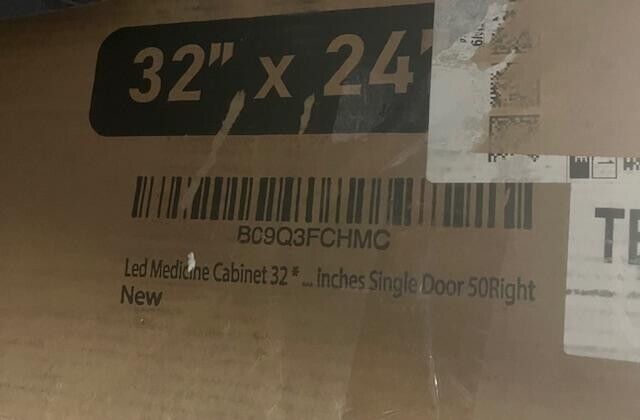 32" x 24"
BC9Q3FCHMC
Led Medicine Cabinet 32 * ... inches Single Door 50Right
New
TE